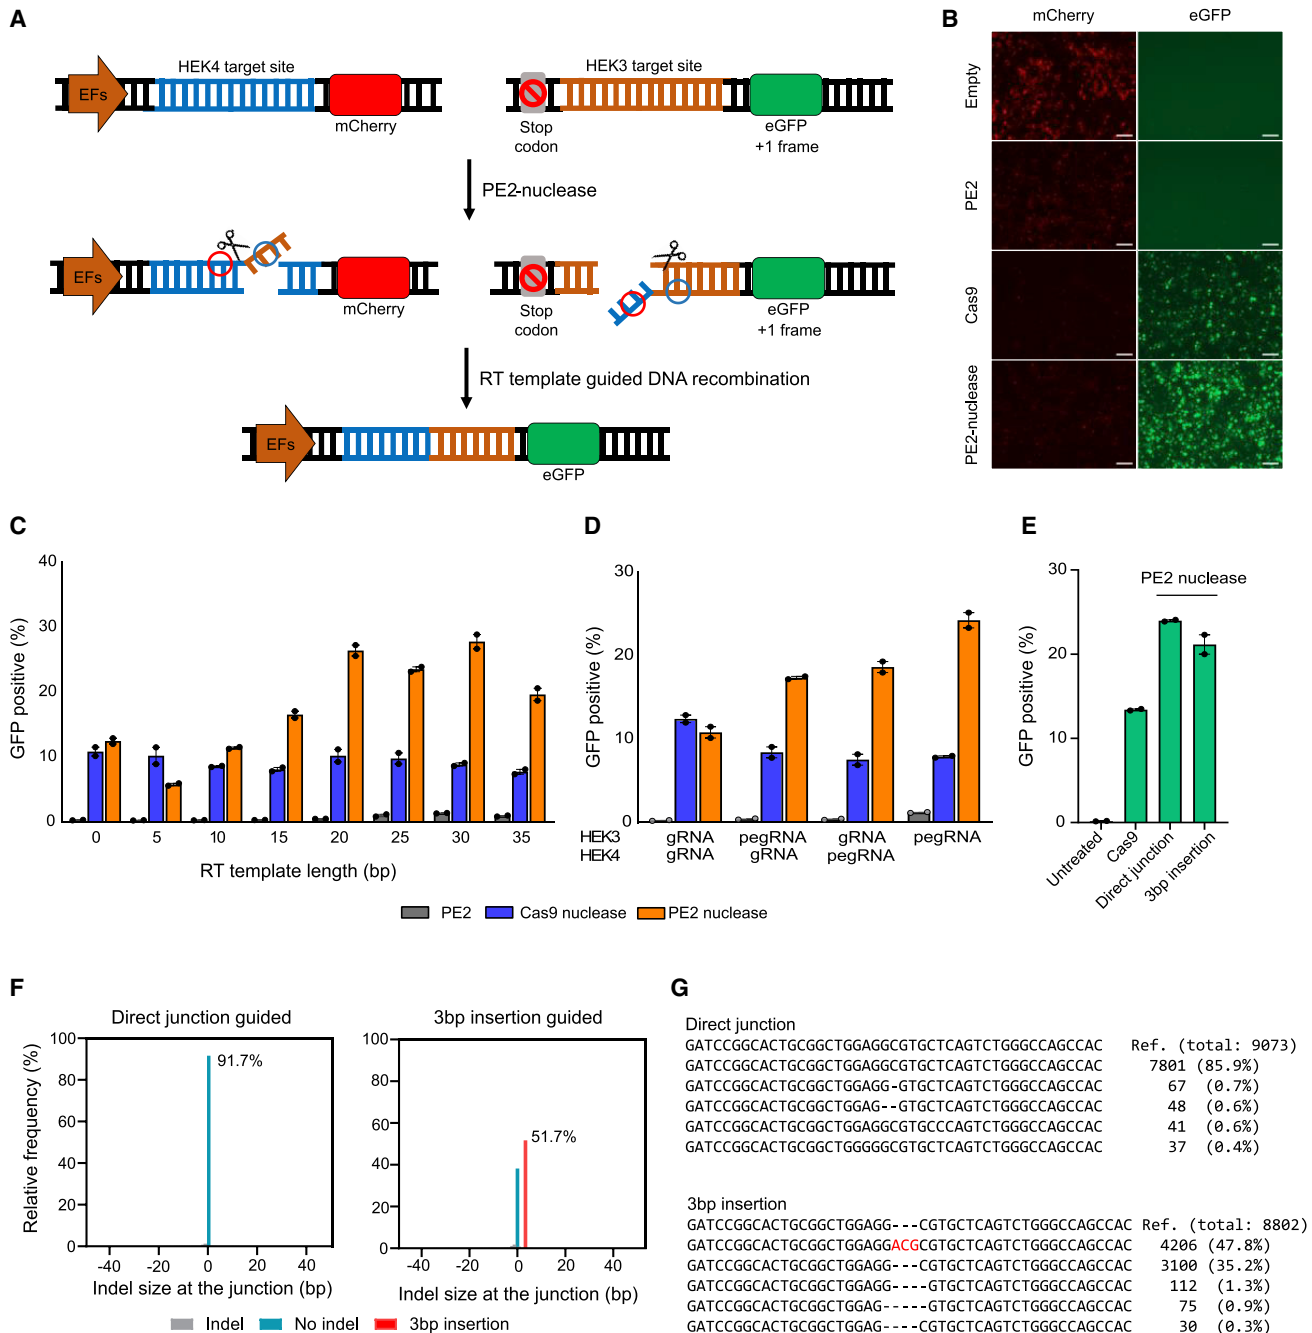 A
HEK4 target site
HEK3 target site
EFs
mCherry
Stop
codon
eGFP
+1 frame
PE2-nuclease
EFs
mCherry
Stop
codon
eGFP
+1 frame
RT template guided DNA recombination
EFs
eGFP
B
mCherry
eGFP
Empty
PE2
Cas9
PE2-nuclease
C
GFP positive (%)
40
30
20
10
0
0 5 10 15 20 25 30 35
RT template length (bp)
D
GFP positive (%)
30
20
10
0
HEK3 gRNA pegRNA gRNA pegRNA
HEK4 gRNA gRNA pegRNA
PE2 Cas9 nuclease PE2 nuclease
E
PE2 nuclease
GFP positive (%)
30
20
10
0
Untreated
Cas9
Direct junction
3bp insertion
F
Direct junction guided
Relative frequency (%)
100
80
60
40
20
0
91.7%
-40 -20 0 20 40
Indel size at the junction (bp)
3bp insertion guided
100
80
60
40
20
0
51.7%
-40 -20 0 20 40
Indel size at the junction (bp)
Indel No indel 3bp insertion
G
Direct junction
GATCCGGCACTGCGGCTGGAGGCGTGCTCAGTCTGGGCCAGCCAC Ref. (total: 9073)
GATCCGGCACTGCGGCTGGAGGCGTGCTCAGTCTGGGCCAGCCAC 7801 (85.9%)
GATCCGGCACTGCGGCTGGAGG-GTGCTCAGTCTGGGCCAGCCAC 67 (0.7%)
GATCCGGCACTGCGGCTGGAG--GTGCTCAGTCTGGGCCAGCCAC 48 (0.6%)
GATCCGGCACTGCGGCTGGAGGCGTGCCCAGTCTGGGCCAGCCAC 41 (0.6%)
GATCCGGCACTGCGGCTGGGGGCGTGCTCAGTCTGGGCCAGCCAC 37 (0.4%)
3bp insertion
GATCCGGCACTGCGGCTGGAGG---CGTGCTCAGTCTGGGCCAGCCAC Ref. (total: 8802)
GATCCGGCACTGCGGCTGGAGGACGCGTGCTCAGTCTGGGCCAGCCAC 4206 (47.8%)
GATCCGGCACTGCGGCTGGAGG---CGTGCTCAGTCTGGGCCAGCCAC 3100 (35.2%)
GATCCGGCACTGCGGCTGGAGG----GTGCTCAGTCTGGGCCAGCCAC 112 (1.3%)
GATCCGGCACTGCGGCTGGAG-----GTGCTCAGTCTGGGCCAGCCAC 75 (0.9%)
GATCCGGCACTGCGGCTGGAG----CGTGCTCAGTCTGGGCCAGCCAC 30 (0.3%)